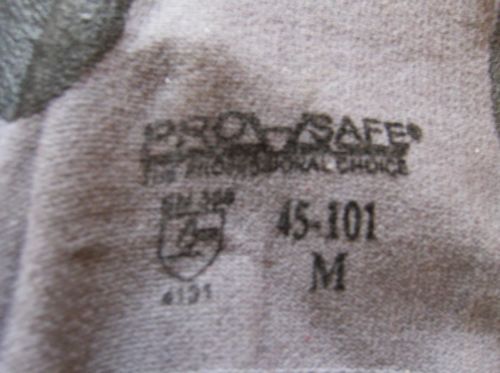 PRO SAFE®
THE PROFESSIONAL CHOICE
EN 388
45-101
M
4131